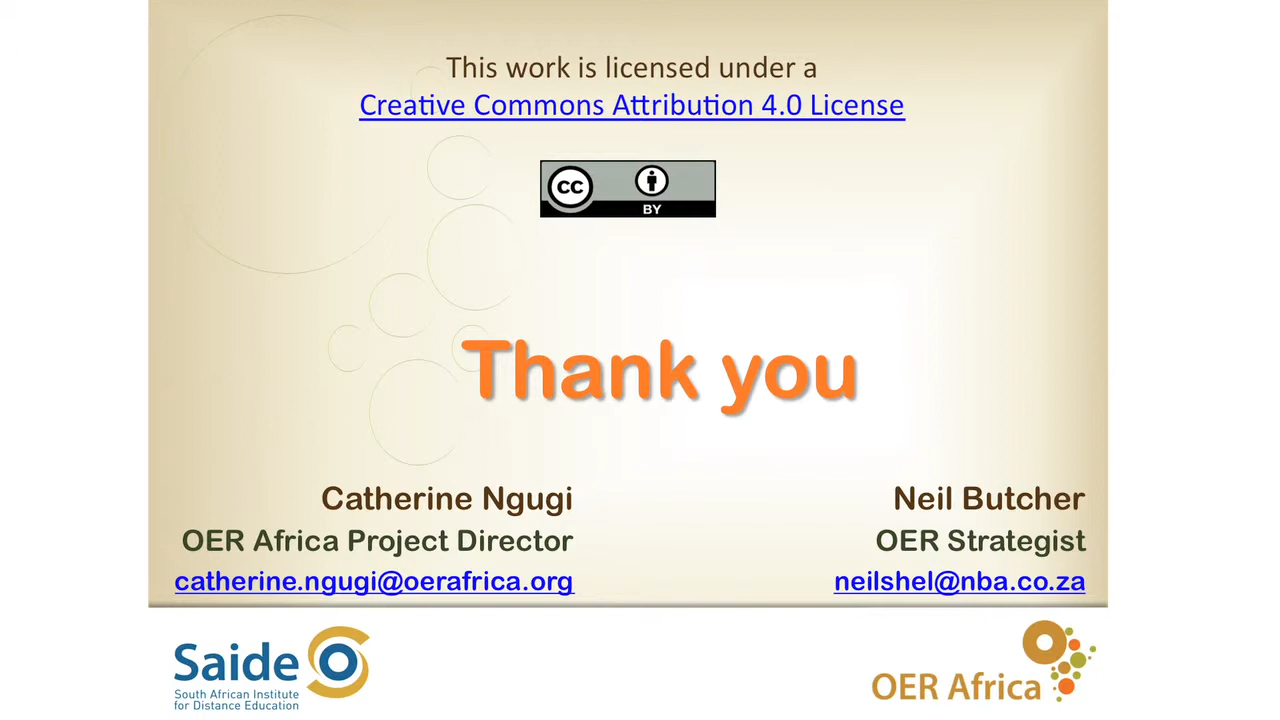 This work is licensed under a
Creative Commons Attribution 4.0 License
CC
BY
Thank you
Catherine Ngugi
OER Africa Project Director
catherine.ngugi@oerafrica.org
Neil Butcher
OER Strategist
neilshel@nba.co.za
Saide
South African Institute
for Distance Education
OER Africa